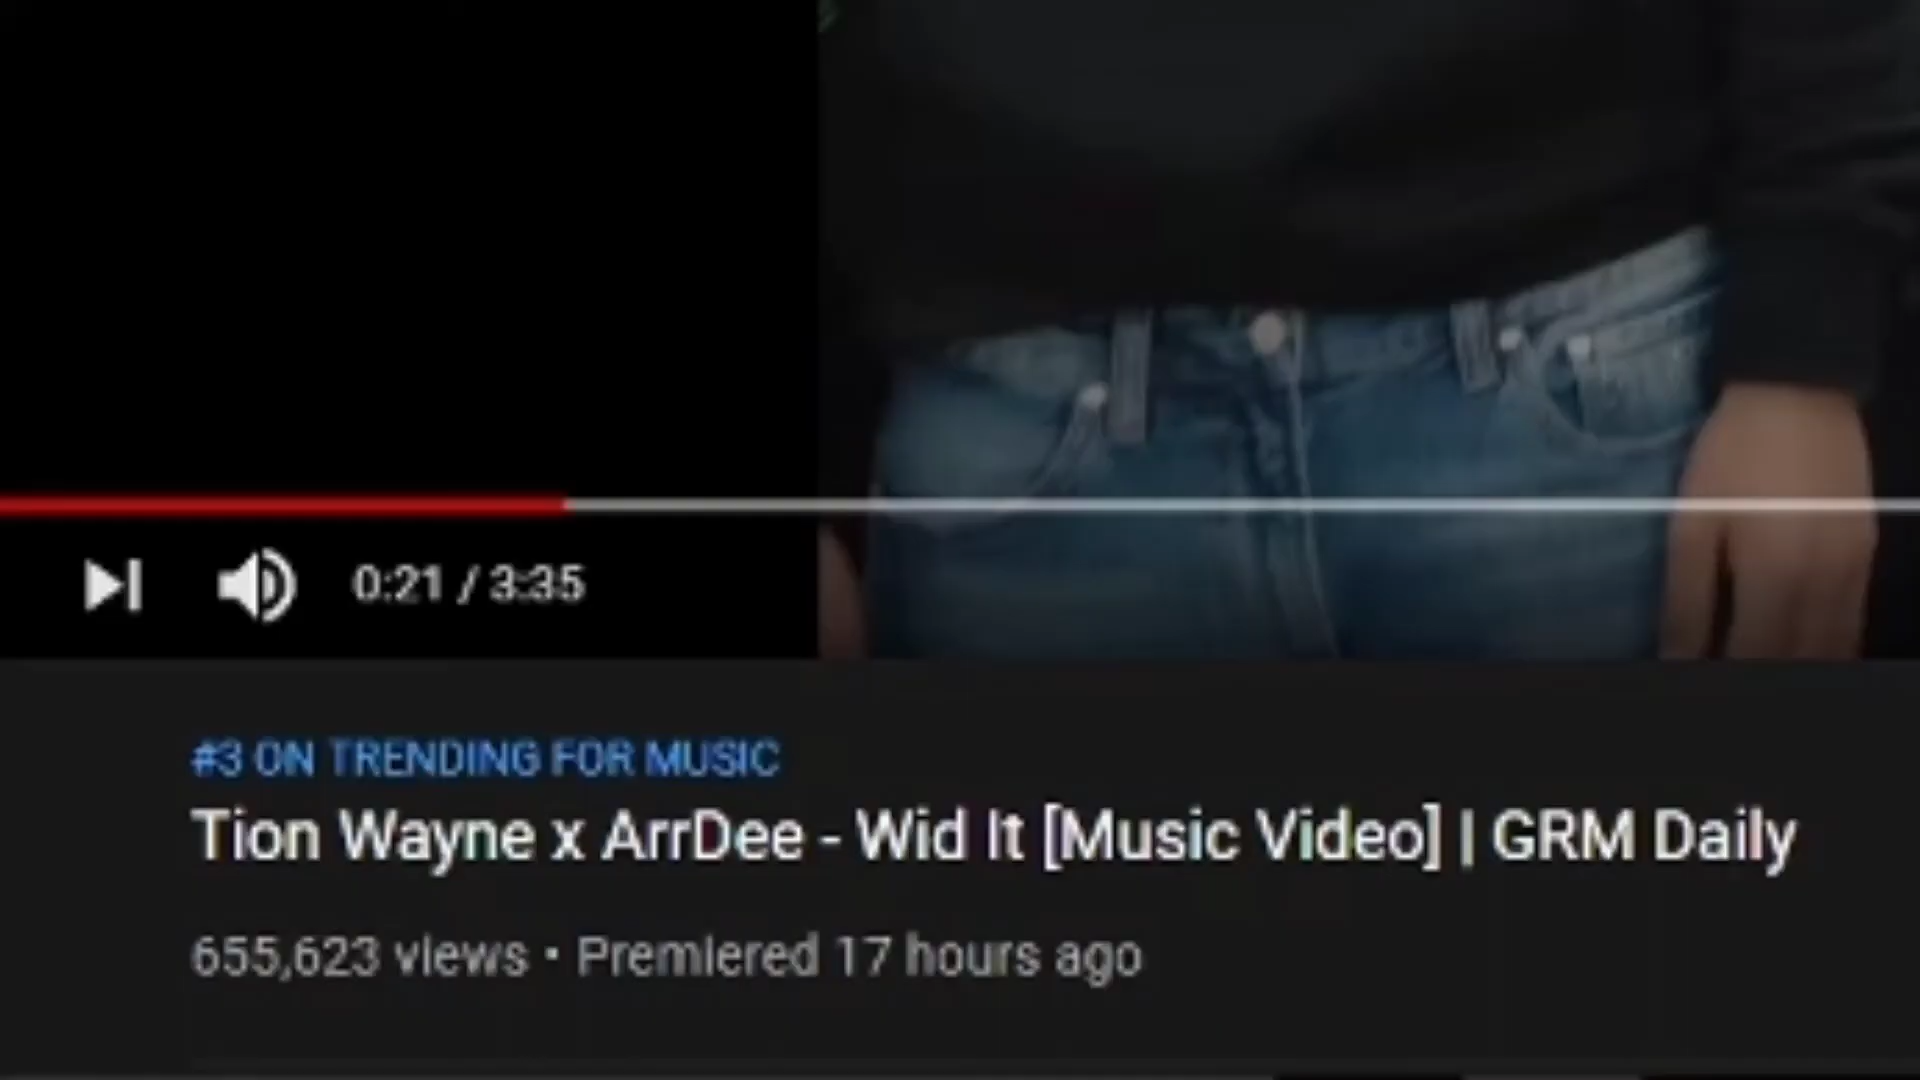 0:21 / 3:35
#3 ON TRENDING FOR MUSIC
Tion Wayne x ArrDee - Wid It [Music Video] | GRM Daily
655,623 views • Premiered 17 hours ago